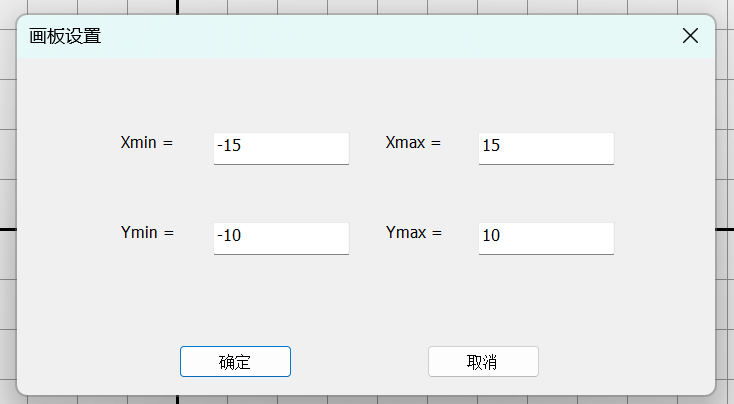 画板设置
Xmin = -15 Xmax = 15
Ymin = -10 Ymax = 10
确定 取消